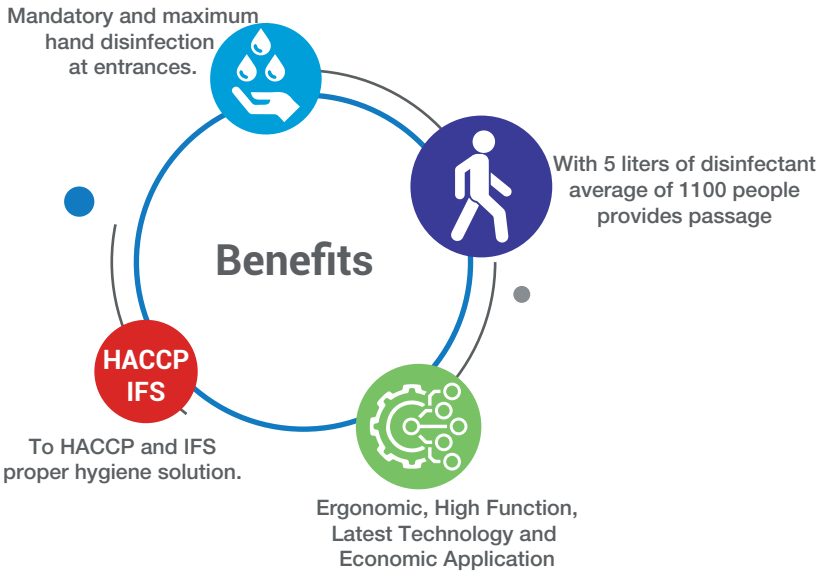 Mandatory and maximum
hand disinfection
at entrances.
With 5 liters of disinfectant
average of 1100 people
provides passage
Benefits
HACCP
IFS
To HACCP and IFS
proper hygiene solution.
Ergonomic, High Function,
Latest Technology and
Economic Application